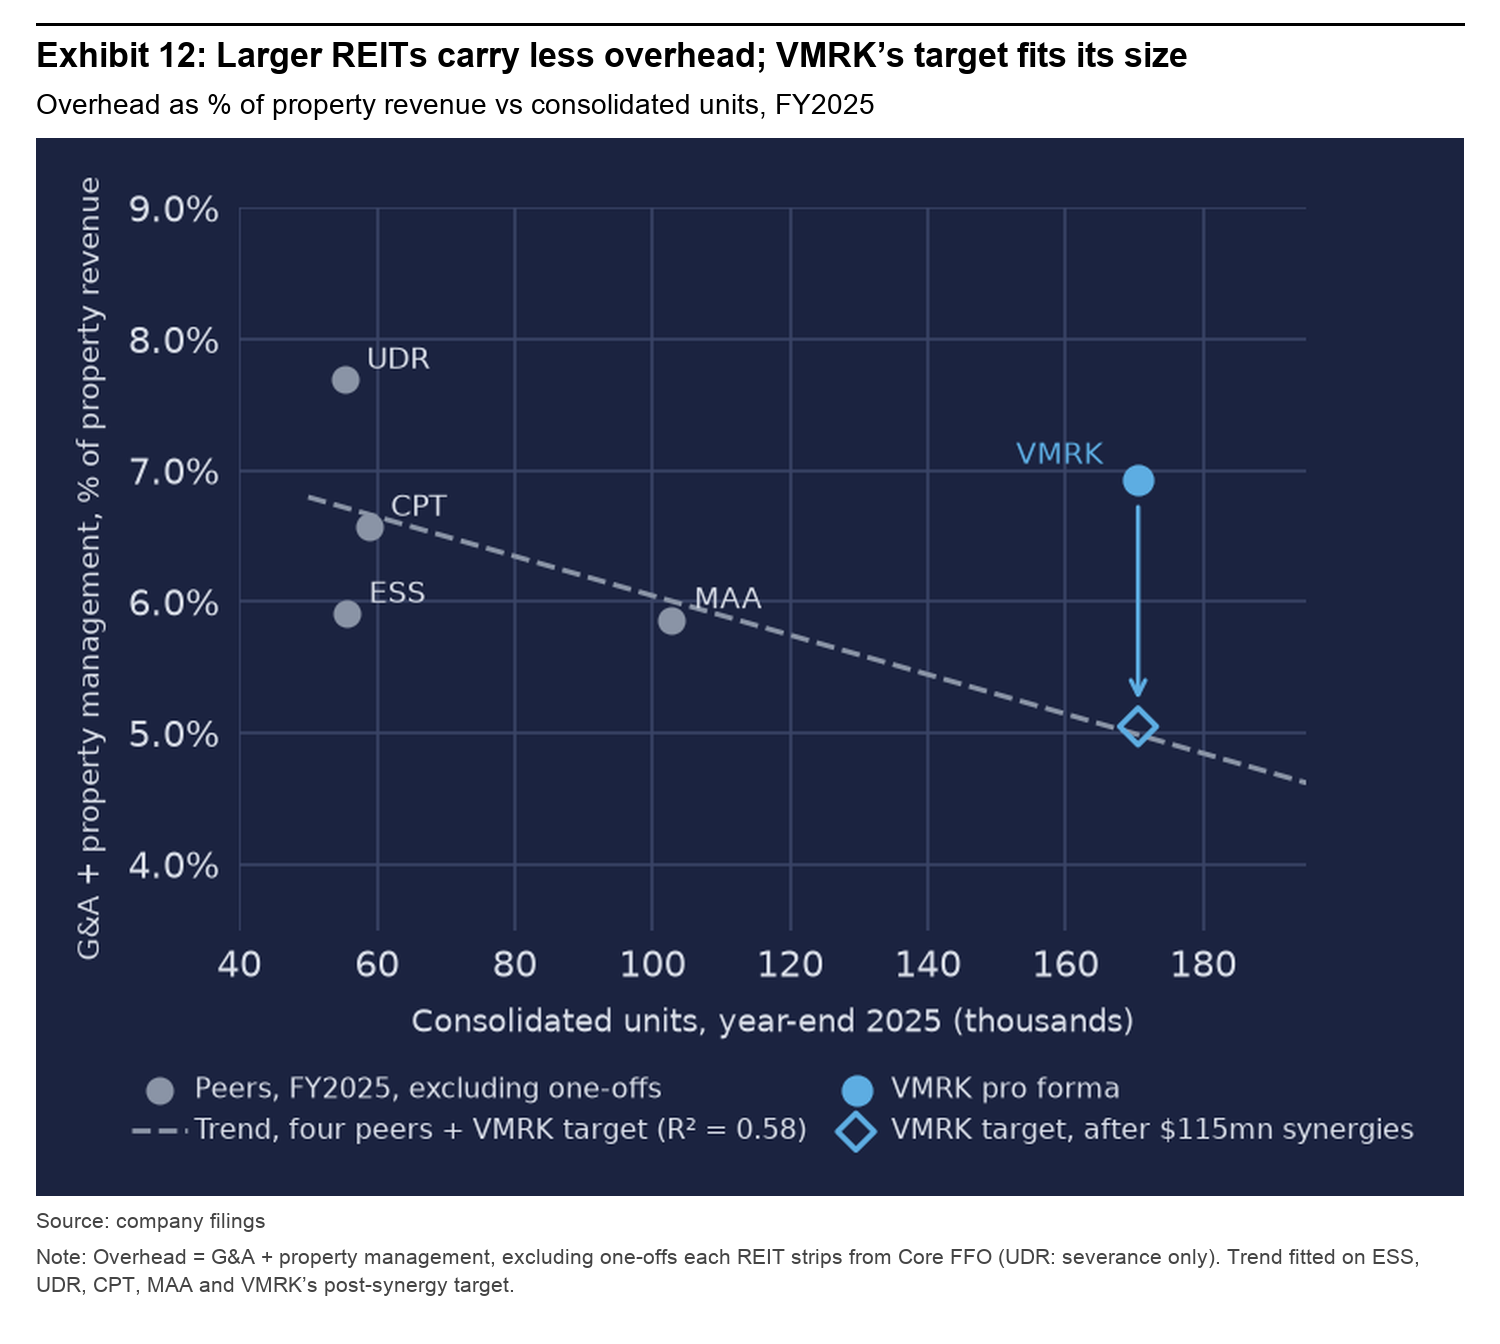 Exhibit 12: Larger REITs carry less overhead; VMRK’s target fits its size
Overhead as % of property revenue vs consolidated units, FY2025
G&A + property management, % of property revenue
9.0%
8.0%
7.0%
6.0%
5.0%
4.0%
UDR
CPT
ESS
MAA
VMRK
40 60 80 100 120 140 160 180
Consolidated units, year-end 2025 (thousands)
Peers, FY2025, excluding one-offs
VMRK pro forma
Trend, four peers + VMRK target (R² = 0.58)
VMRK target, after $115mn synergies
Source: company filings
Note: Overhead = G&A + property management, excluding one-offs each REIT strips from Core FFO (UDR: severance only). Trend fitted on ESS,
UDR, CPT, MAA and VMRK’s post-synergy target.